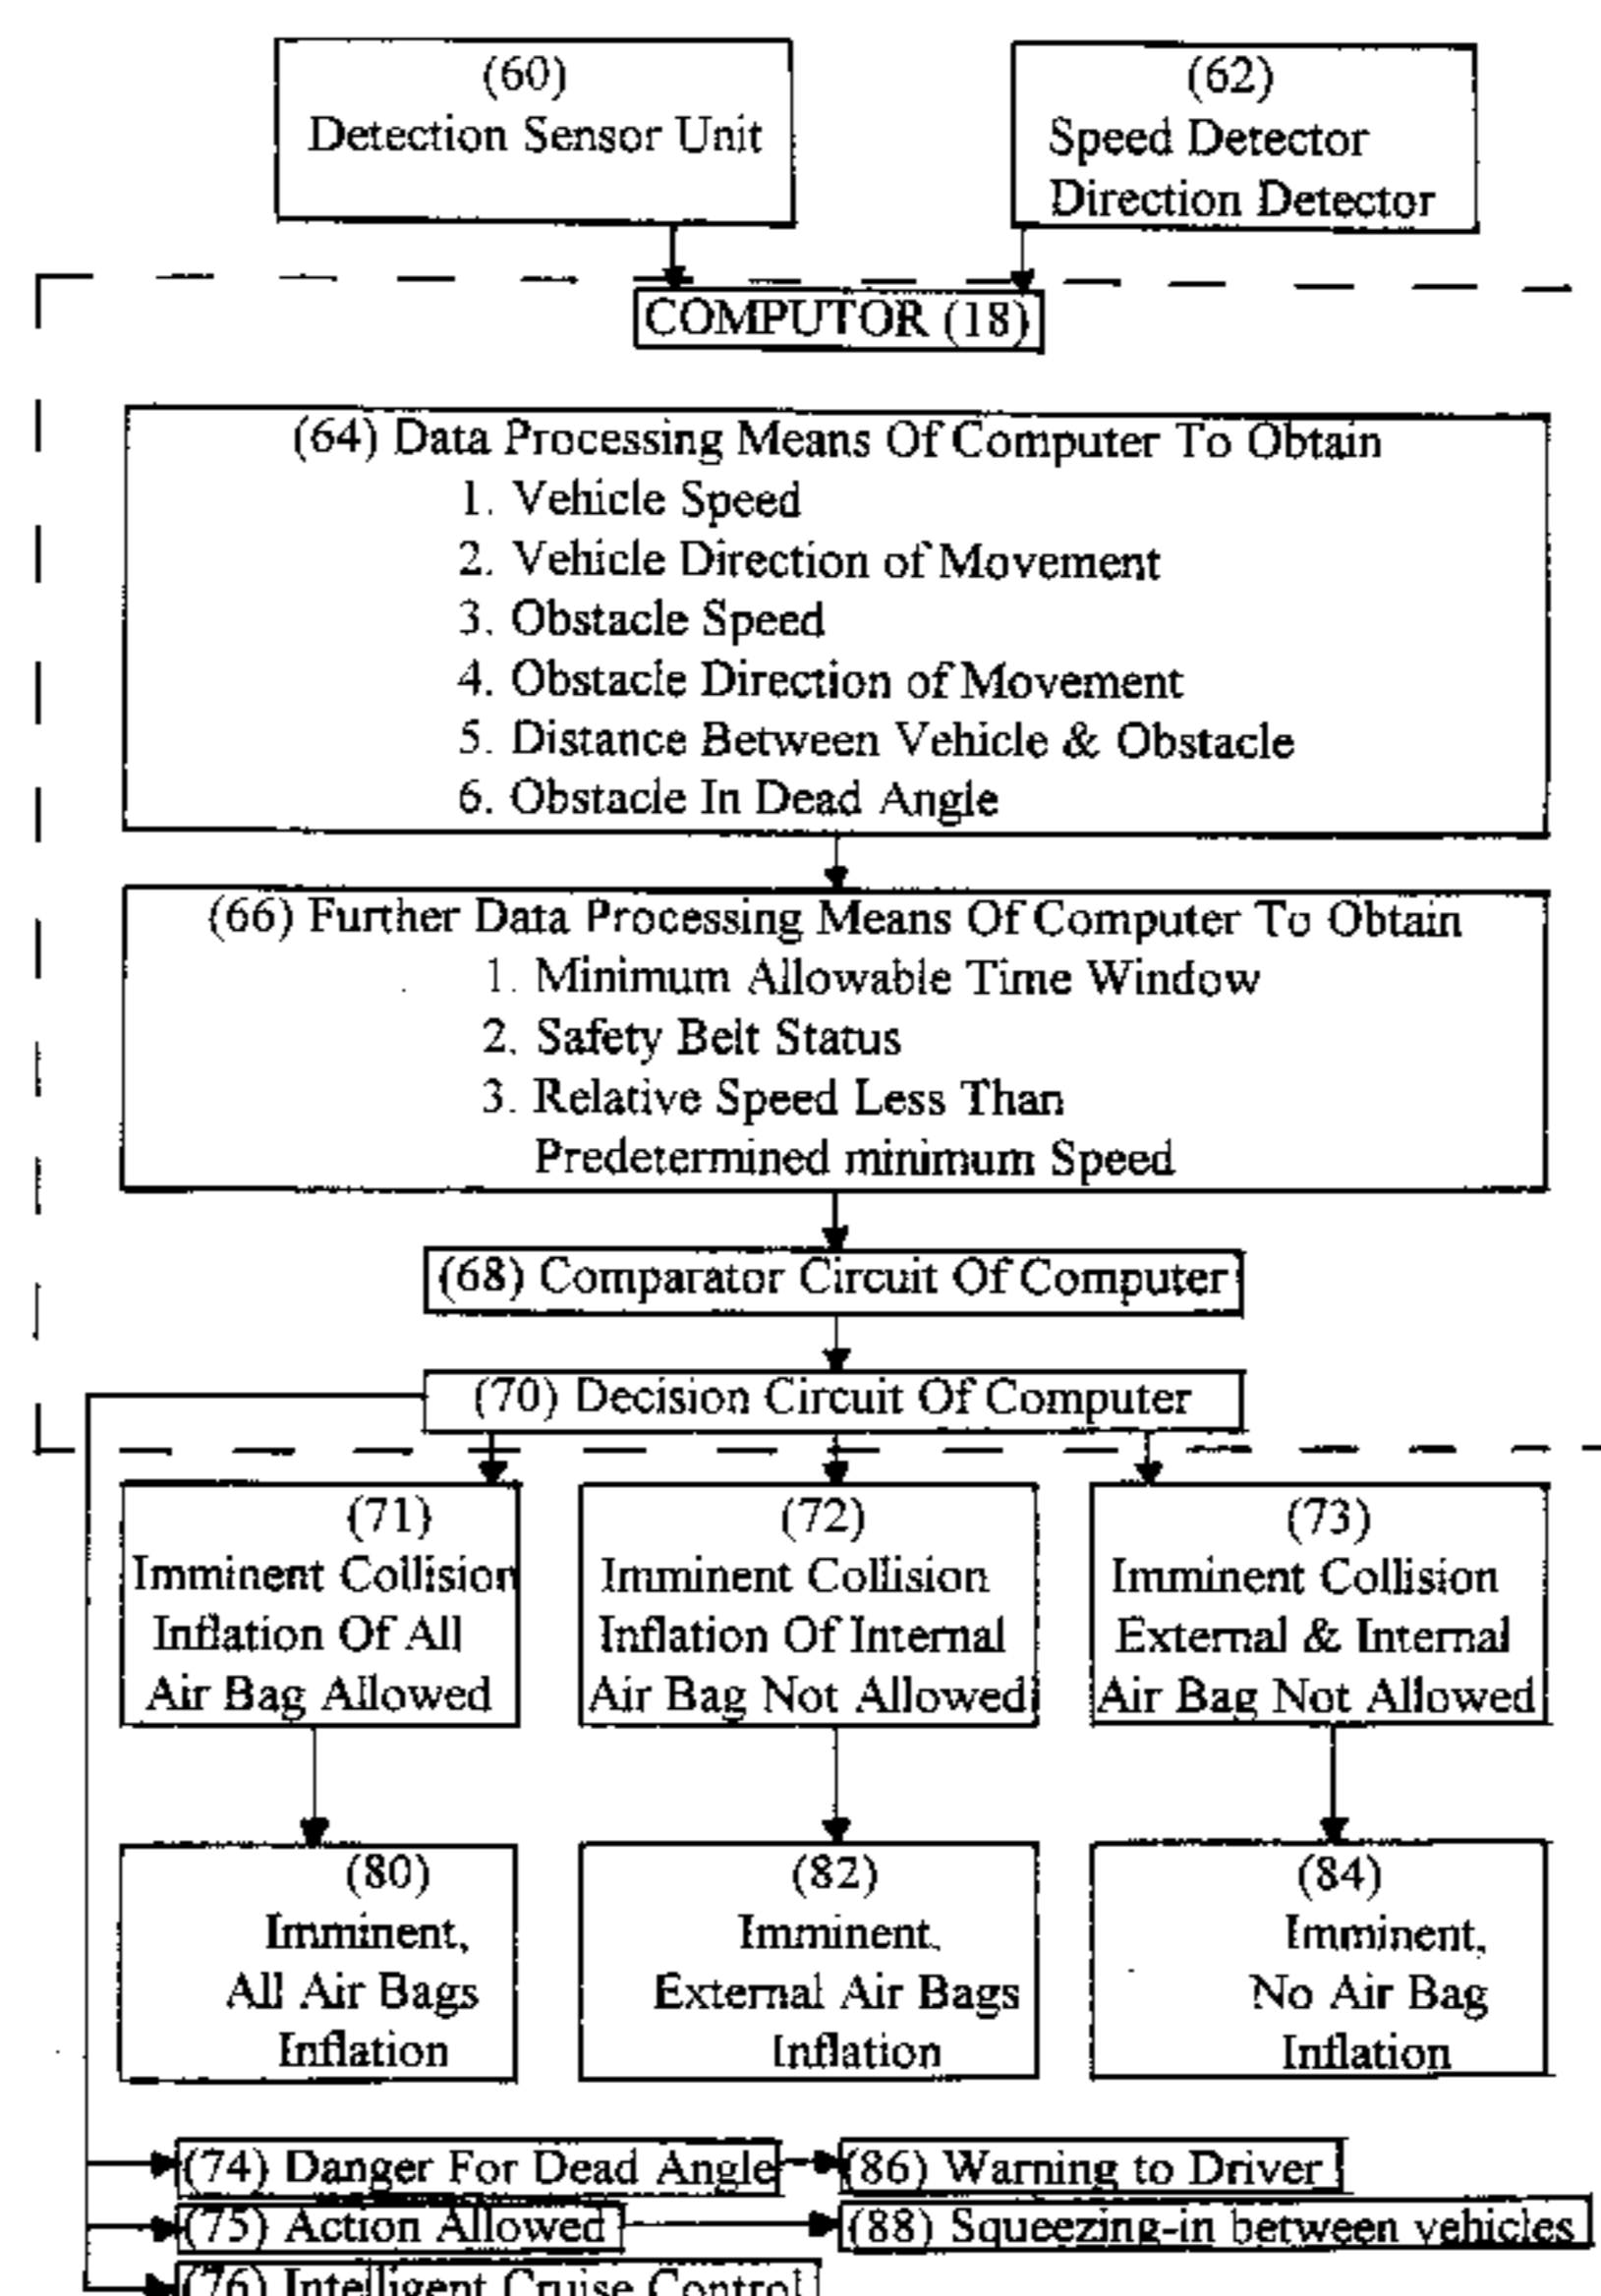 (60)
Detection Sensor Unit
(62)
Speed Detector
Direction Detector
COMPUTOR (18)
(64) Data Processing Means Of Computer To Obtain
1. Vehicle Speed
2. Vehicle Direction of Movement
3. Obstacle Speed
4. Obstacle Direction of Movement
5. Distance Between Vehicle & Obstacle
6. Obstacle In Dead Angle
(66) Further Data Processing Means Of Computer To Obtain
1. Minimum Allowable Time Window
2. Safety Belt Status
3. Relative Speed Less Than
Predetermined minimum Speed
(68) Comparator Circuit Of Computer
(70) Decision Circuit Of Computer
(71)
Imminent Collision
Inflation Of All
Air Bag Allowed
(72)
Imminent Collision
Inflation Of Internal
Air Bag Not Allowed
(73)
Imminent Collision
External & Internal
Air Bag Not Allowed
(80)
Imminent,
All Air Bags
Inflation
(82)
Imminent,
External Air Bags
Inflation
(84)
Imminent,
No Air Bag
Inflation
(74) Danger For Dead Angle
(86) Warning to Driver
(75) Action Allowed
(88) Squeezing-in between vehicles
(76) Intelligent Cruise Control